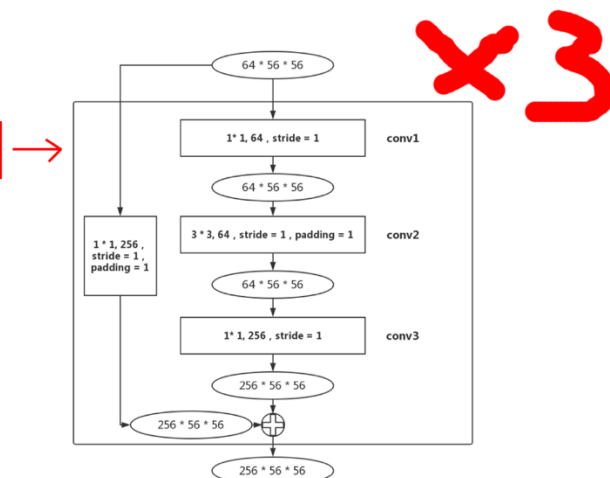 ×3
64 * 56 * 56
1* 1, 64 , stride = 1
conv1
64 * 56 * 56
3 * 3, 64 , stride = 1 , padding = 1
conv2
1 * 1, 256 ,
stride = 1 ,
padding = 1
64 * 56 * 56
1* 1, 256 , stride = 1
conv3
256 * 56 * 56
256 * 56 * 56
256 * 56 * 56